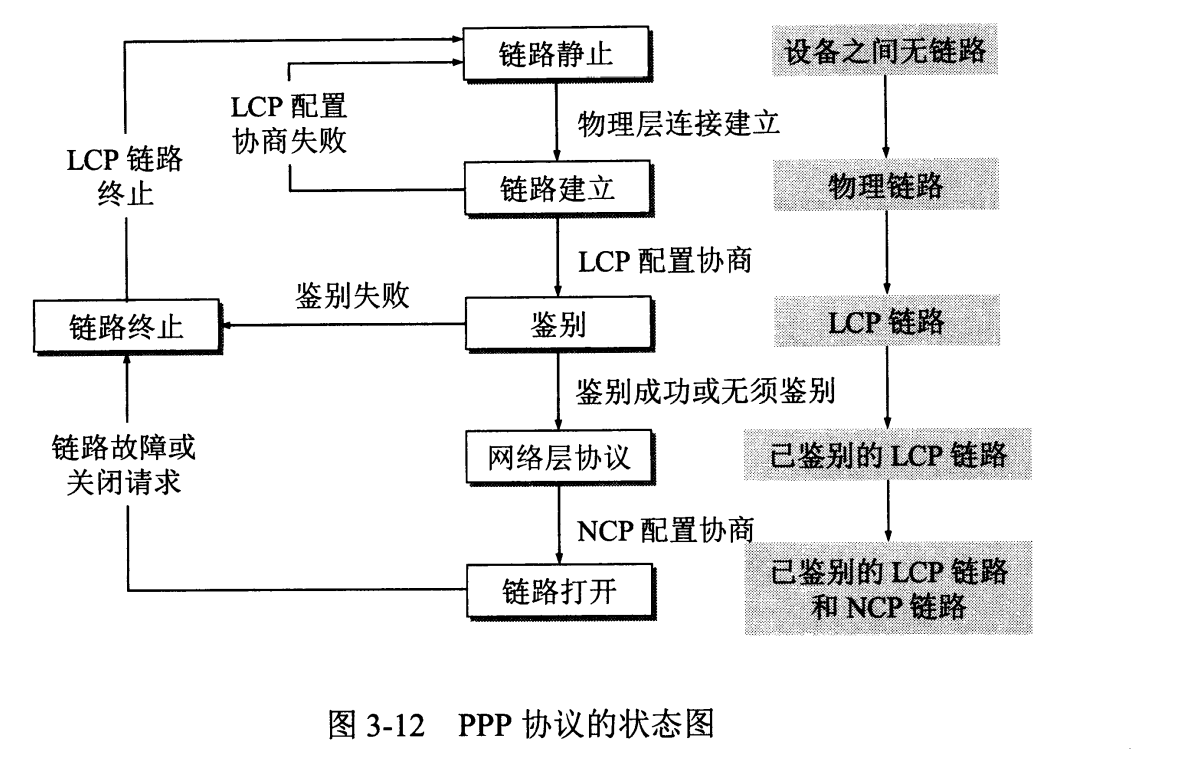 链路静止
设备之间无链路
LCP 配置
协商失败
物理层连接建立
LCP 链路
终止
链路建立
物理链路
LCP 配置协商
鉴别失败
链路终止
鉴别
LCP 链路
鉴别成功或无须鉴别
链路故障或
关闭请求
网络层协议
已鉴别的 LCP 链路
NCP 配置协商
链路打开
已鉴别的 LCP 链路
和 NCP 链路
图 3-12 PPP 协议的状态图